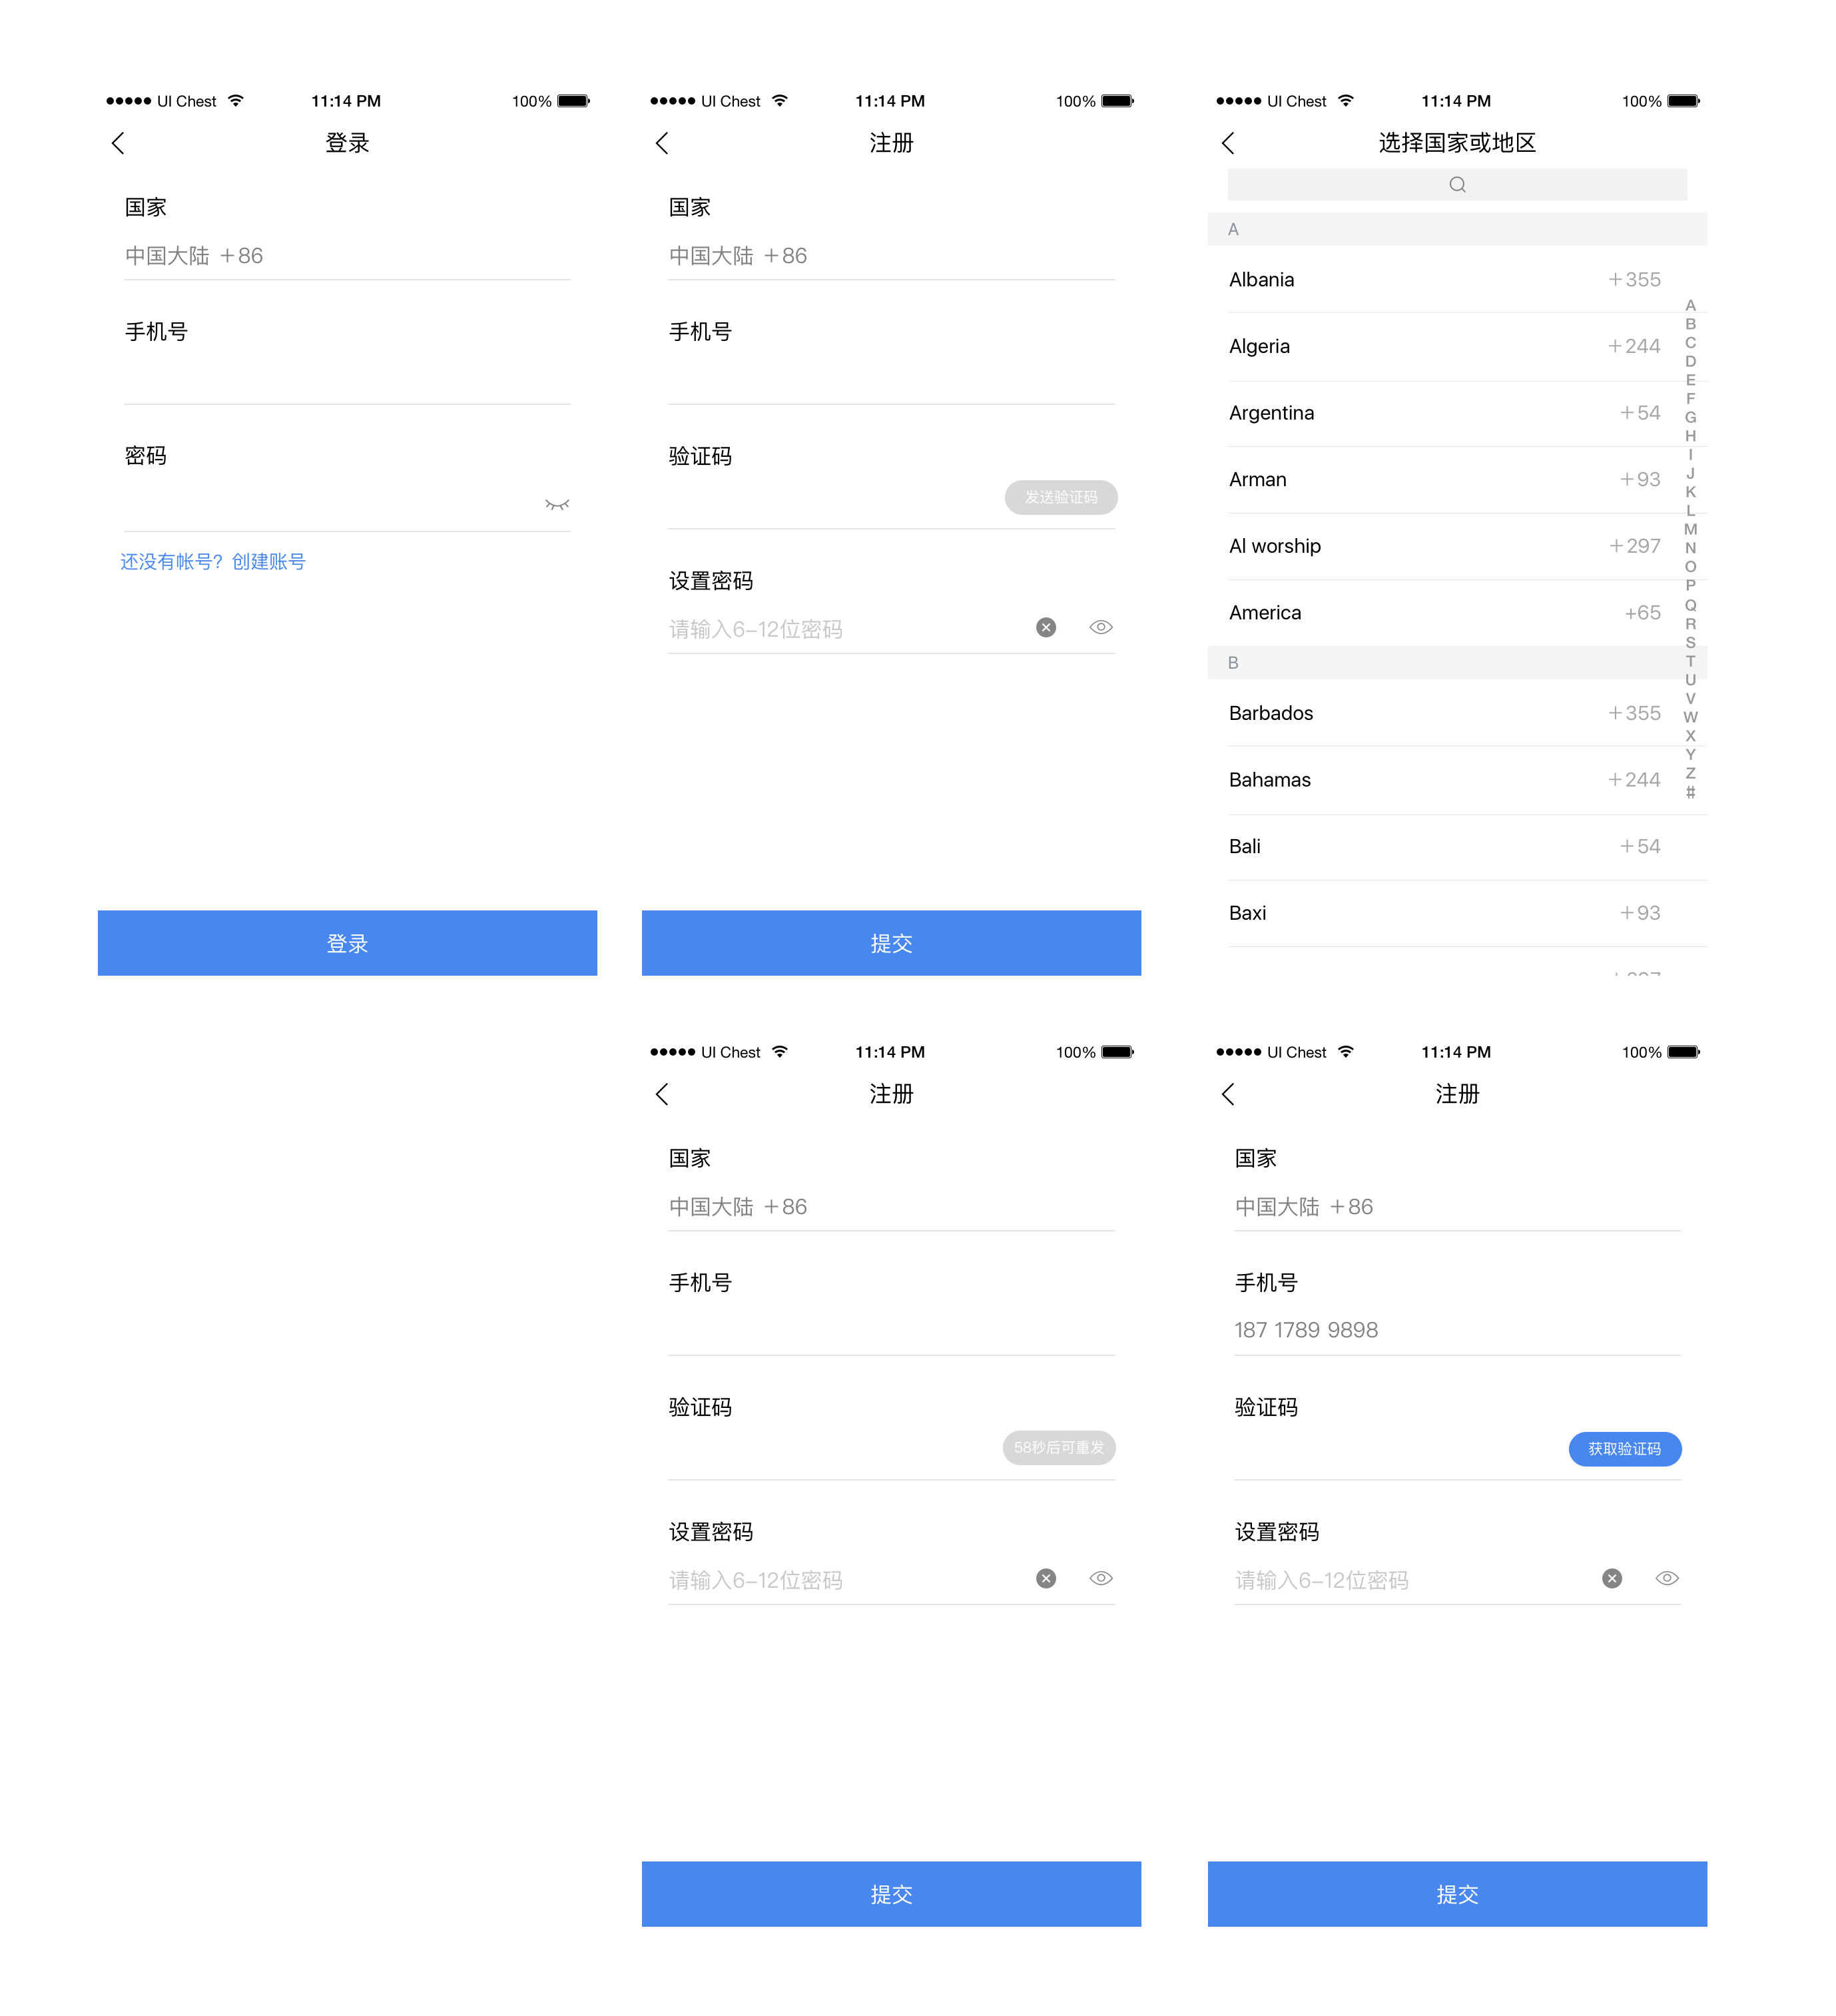 UI Chest 11:14 PM 100%
登录
国家
中国大陆 +86
手机号
密码
还没有帐号? 创建账号
登录
UI Chest 11:14 PM 100%
注册
国家
中国大陆 +86
手机号
验证码
发送验证码
设置密码
请输入6-12位密码
提交
UI Chest 11:14 PM 100%
选择国家或地区
A
Albania +355
Algeria +244
Argentina +54
Arman +93
Al worship +297
America +65
B
Barbados +355
Bahamas +244
Bali +54
Baxi +93
A
B
C
D
E
F
G
H
I
J
K
L
M
N
O
P
Q
R
S
T
U
V
W
X
Y
Z
#
UI Chest 11:14 PM 100%
注册
国家
中国大陆 +86
手机号
验证码
58秒后可重发
设置密码
请输入6-12位密码
提交
UI Chest 11:14 PM 100%
注册
国家
中国大陆 +86
手机号
187 1789 9898
验证码
获取验证码
设置密码
请输入6-12位密码
提交